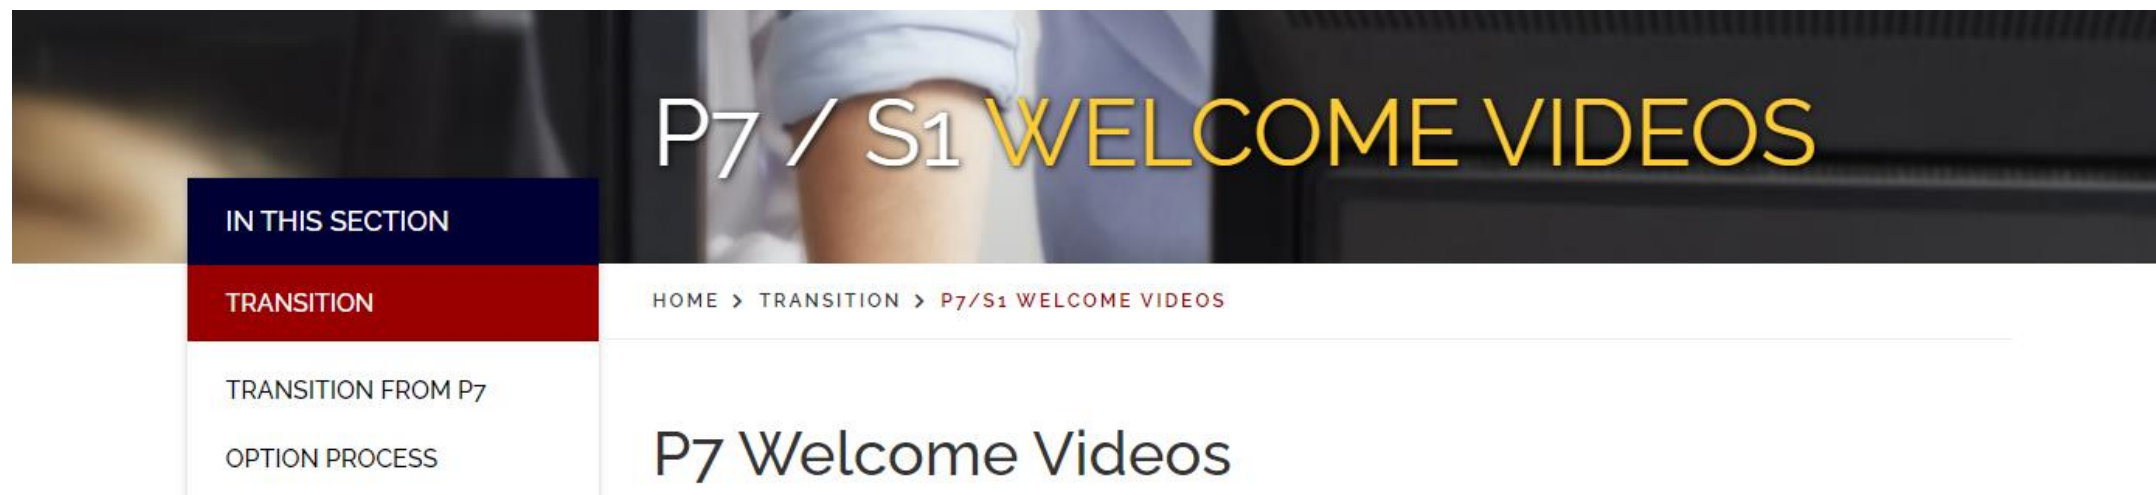 P7 / S1 WELCOME VIDEOS
IN THIS SECTION
TRANSITION
TRANSITION FROM P7
OPTION PROCESS
HOME > TRANSITION > P7/S1 WELCOME VIDEOS
P7 Welcome Videos